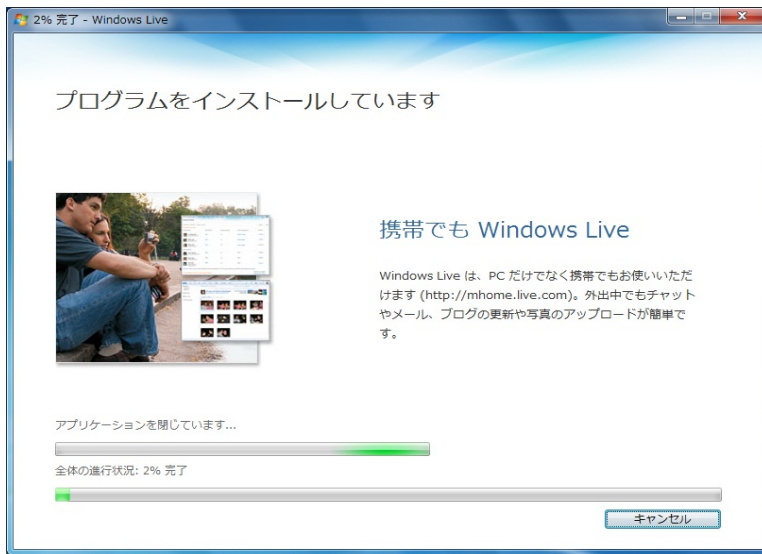 2% 完了 - Windows Live
プログラムをインストールしています
携帯でも Windows Live
Windows Live は、PC だけでなく携帯でもお使いいただ
けます (http://mhome.live.com)。外出中でもチャット
やメール、ブログの更新や写真のアップロードが簡単で
す。
アプリケーションを閉じています...
全体の進行状況: 2% 完了
キャンセル